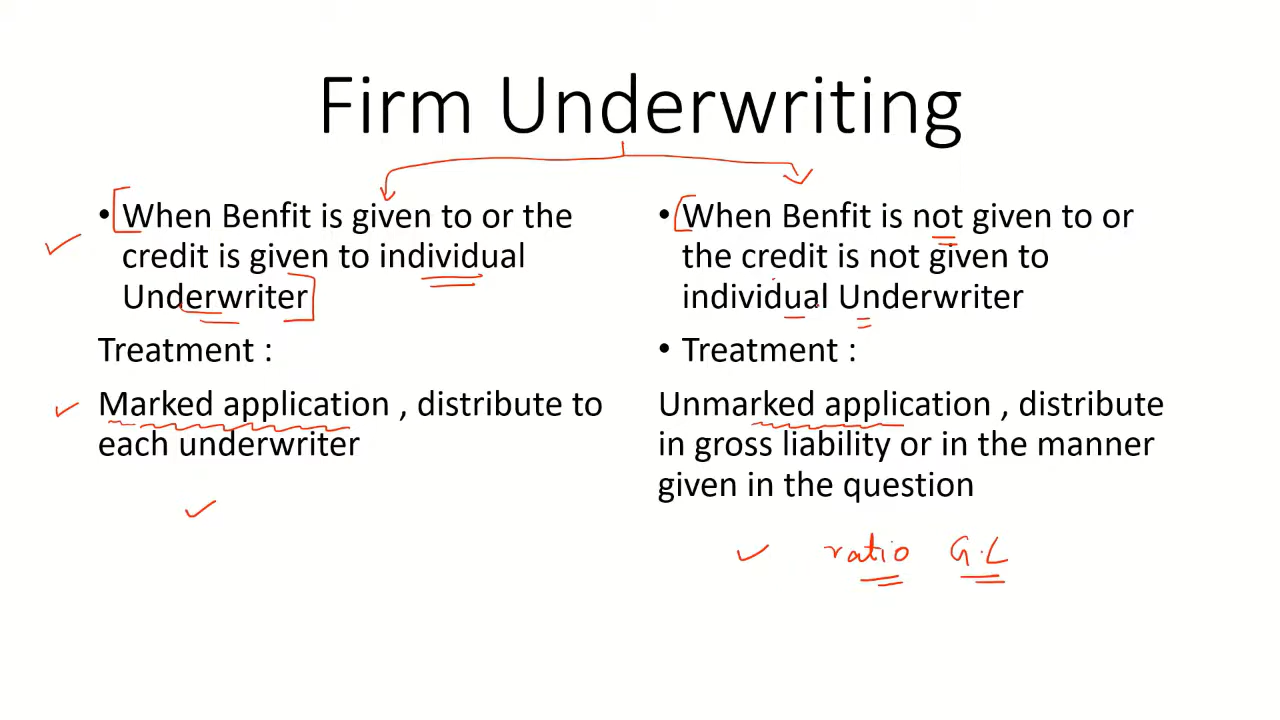 Firm Underwriting
• When Benfit is given to or the
credit is given to individual
Underwriter
Treatment :
Marked application , distribute to
each underwriter
• When Benfit is not given to or
the credit is not given to
individual Underwriter
• Treatment :
Unmarked application , distribute
in gross liability or in the manner
given in the question
ratio G.L